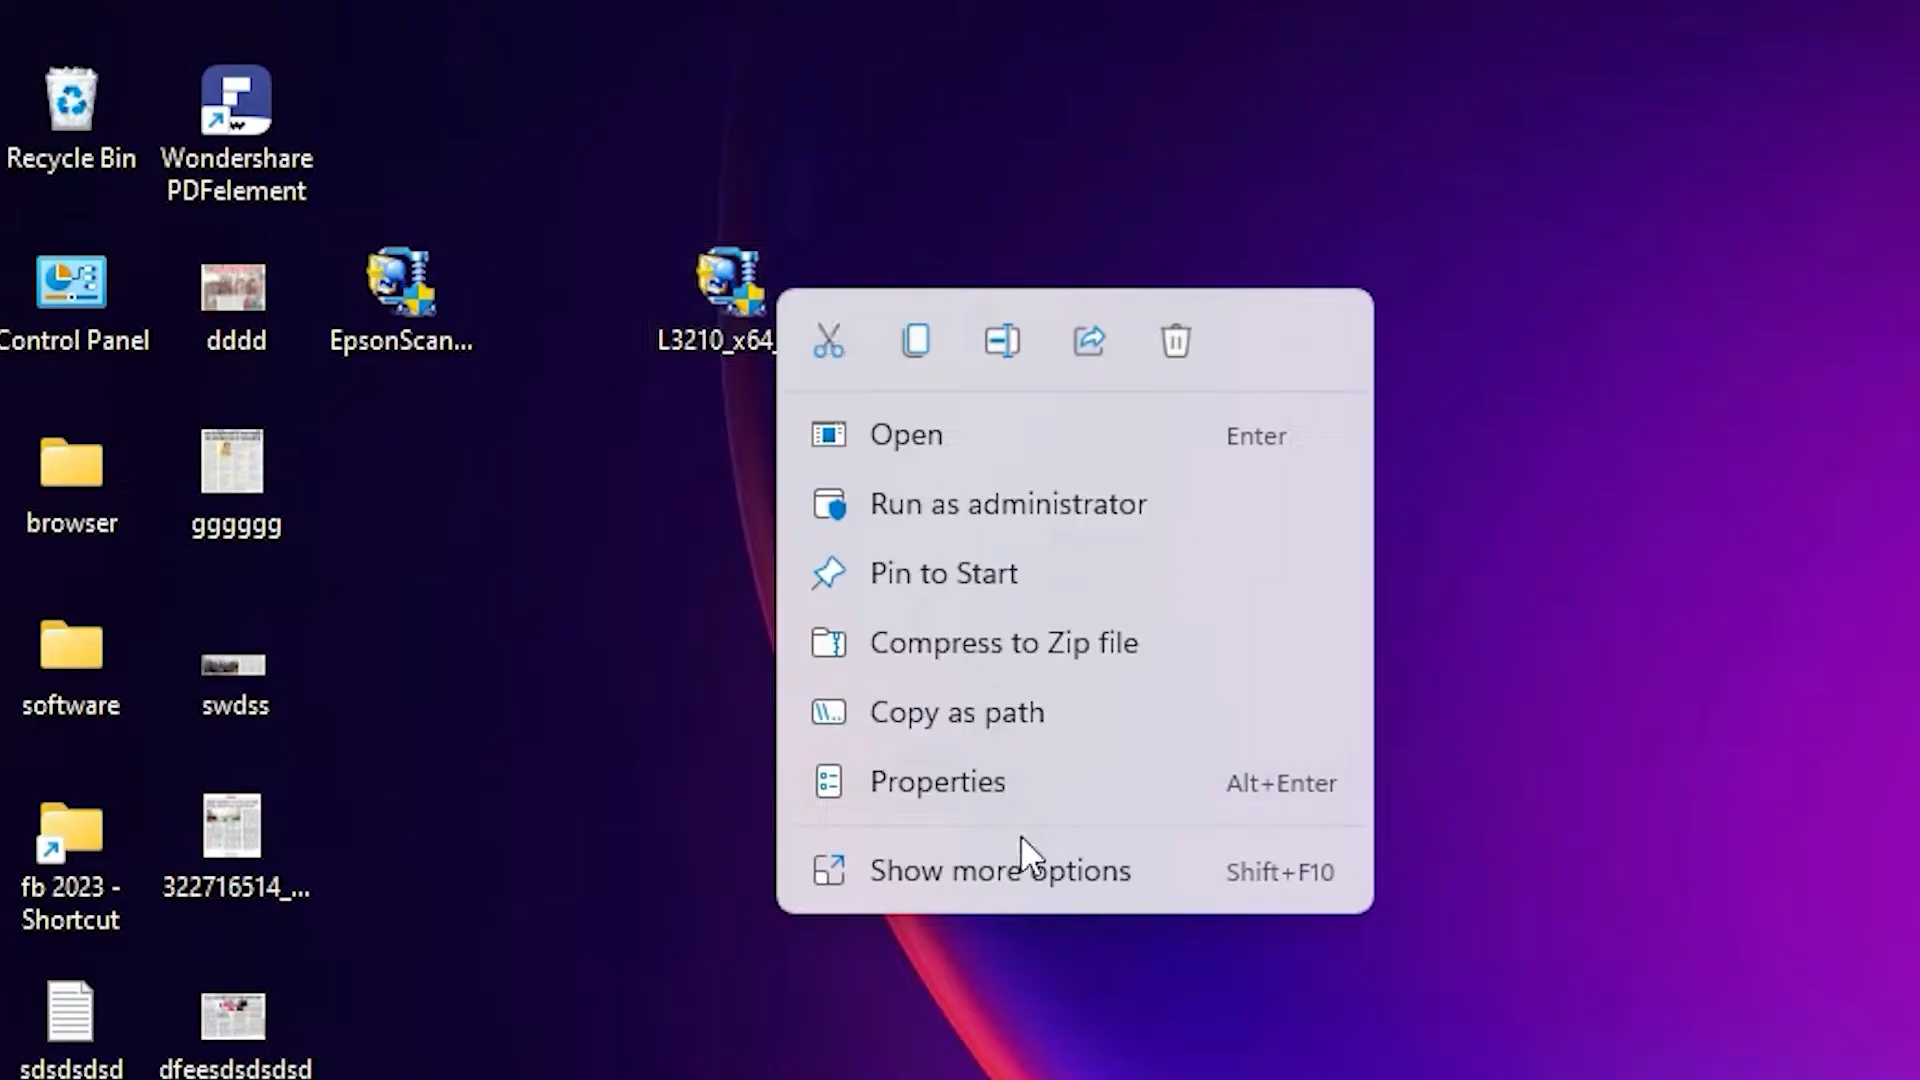 Recycle Bin
Wondershare
PDFelement
Control Panel
dddd
EpsonScan...
L3210_x64_
browser
gggggg
software
swdss
fb 2023 -
Shortcut
322716514_...
sdsdsdsd
dfeesdsdsdsd
Open Enter
Run as administrator
Pin to Start
Compress to Zip file
Copy as path
Properties Alt+Enter
Show more options Shift+F10